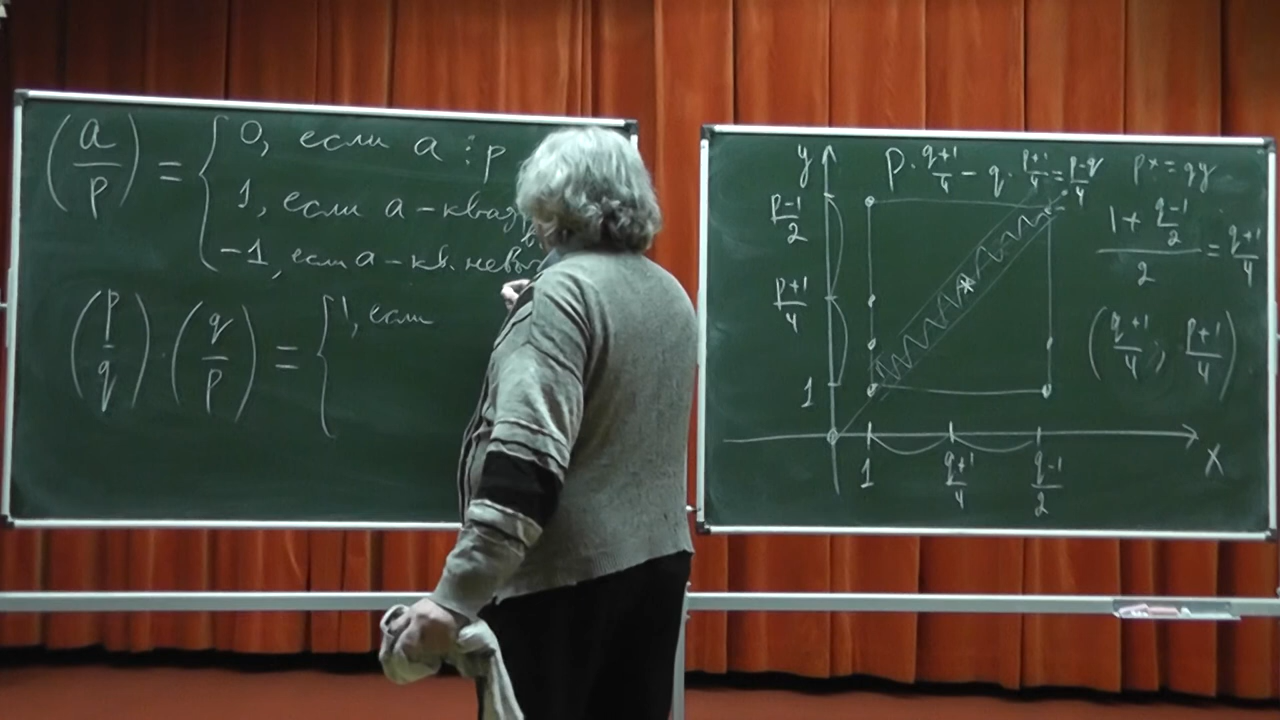 (a/p) = { 0, если a ⋮ p
1, если a – квад
-1, если a – кв. невы
(p/q) · (q/p) = { 1, если
y
p · (q+1)/4 - q · (p+1)/4 = (p-q)/4
px = qy
(p-1)/2
(1 + (q-1)/2)/2 = (q+1)/4
(p+1)/4
((q+1)/4; (p+1)/4)
1
1 (q+1)/4 (q-1)/2 x